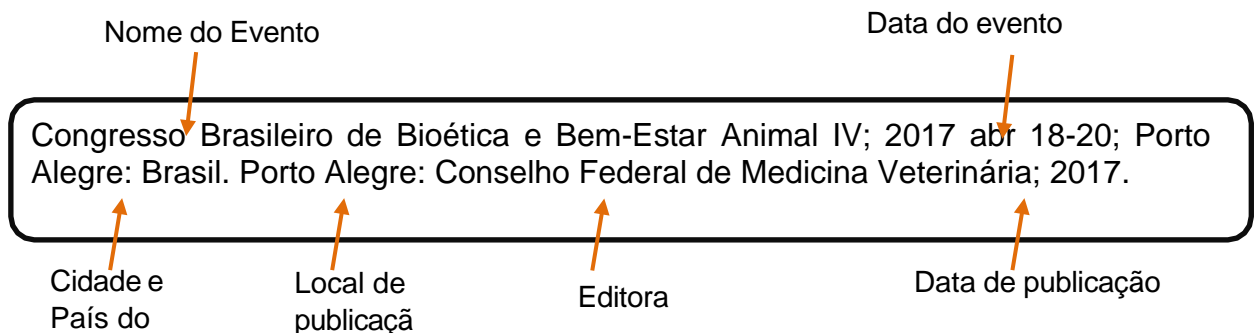 Nome do Evento
Data do evento
Congresso Brasileiro de Bioética e Bem-Estar Animal IV; 2017 abr 18-20; Porto
Alegre: Brasil. Porto Alegre: Conselho Federal de Medicina Veterinária; 2017.
Cidade e
País do
Local de
publicaçã
Editora
Data de publicação